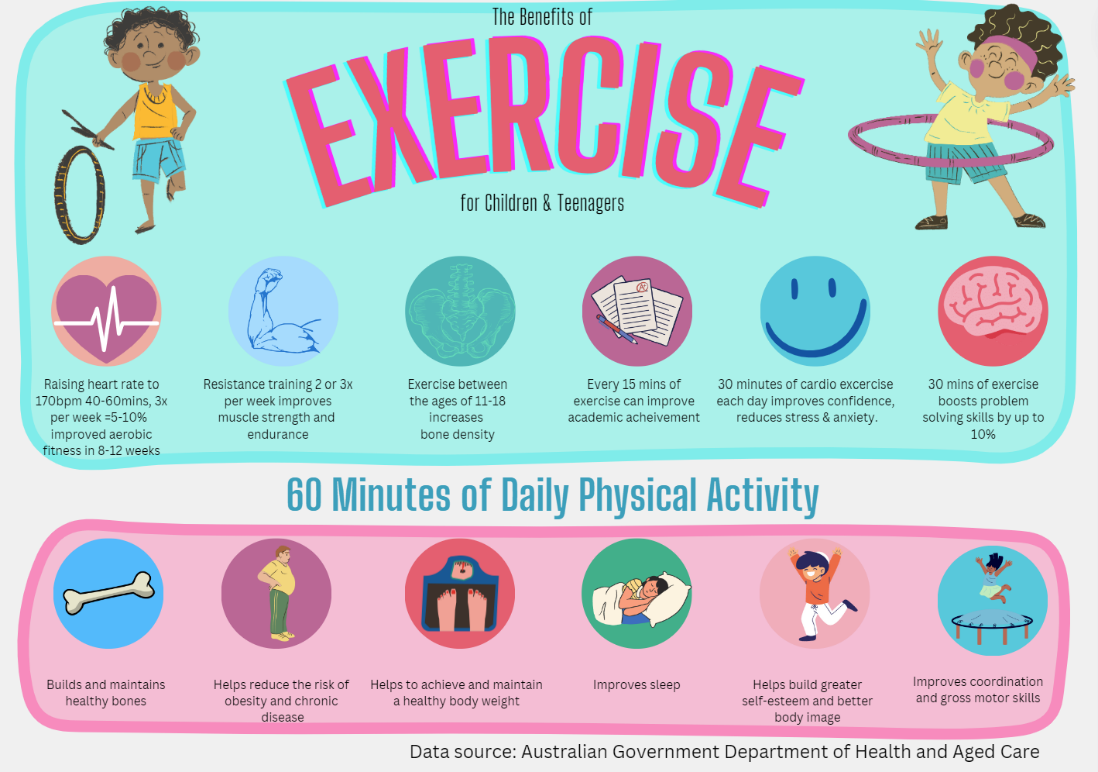 The Benefits of
EXERCISE
for Children & Teenagers
Raising heart rate to
170bpm 40-60mins, 3x
per week =5-10%
improved aerobic
fitness in 8-12 weeks
Resistance training 2 or 3x
per week improves
muscle strength and
endurance
Exercise between
the ages of 11-18
increases
bone density
Every 15 mins of
exercise can improve
academic acheivement
30 minutes of cardio excercise
each day improves confidence,
reduces stress & anxiety.
30 mins of exercise
boosts problem
solving skills by up to
10%
60 Minutes of Daily Physical Activity
Builds and maintains
healthy bones
Helps reduce the risk of
obesity and chronic
disease
Helps to achieve and maintain
a healthy body weight
Improves sleep
Helps build greater
self-esteem and better
body image
Improves coordination
and gross motor skills
Data source: Australian Government Department of Health and Aged Care